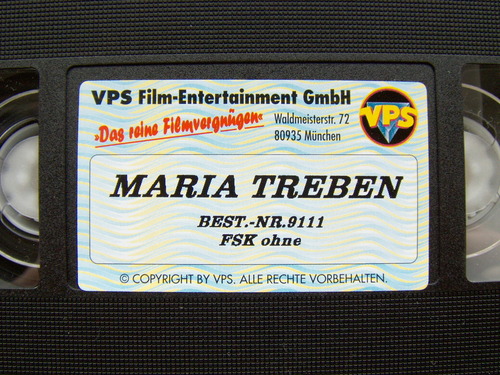 VPS Film-Entertainment GmbH
»Das reine Filmvergnügen«
Waldmeisterstr. 72
80935 München
VPS
MARIA TREBEN
BEST.-NR.9111
FSK ohne
© COPYRIGHT BY VPS. ALLE RECHTE VORBEHALTEN.